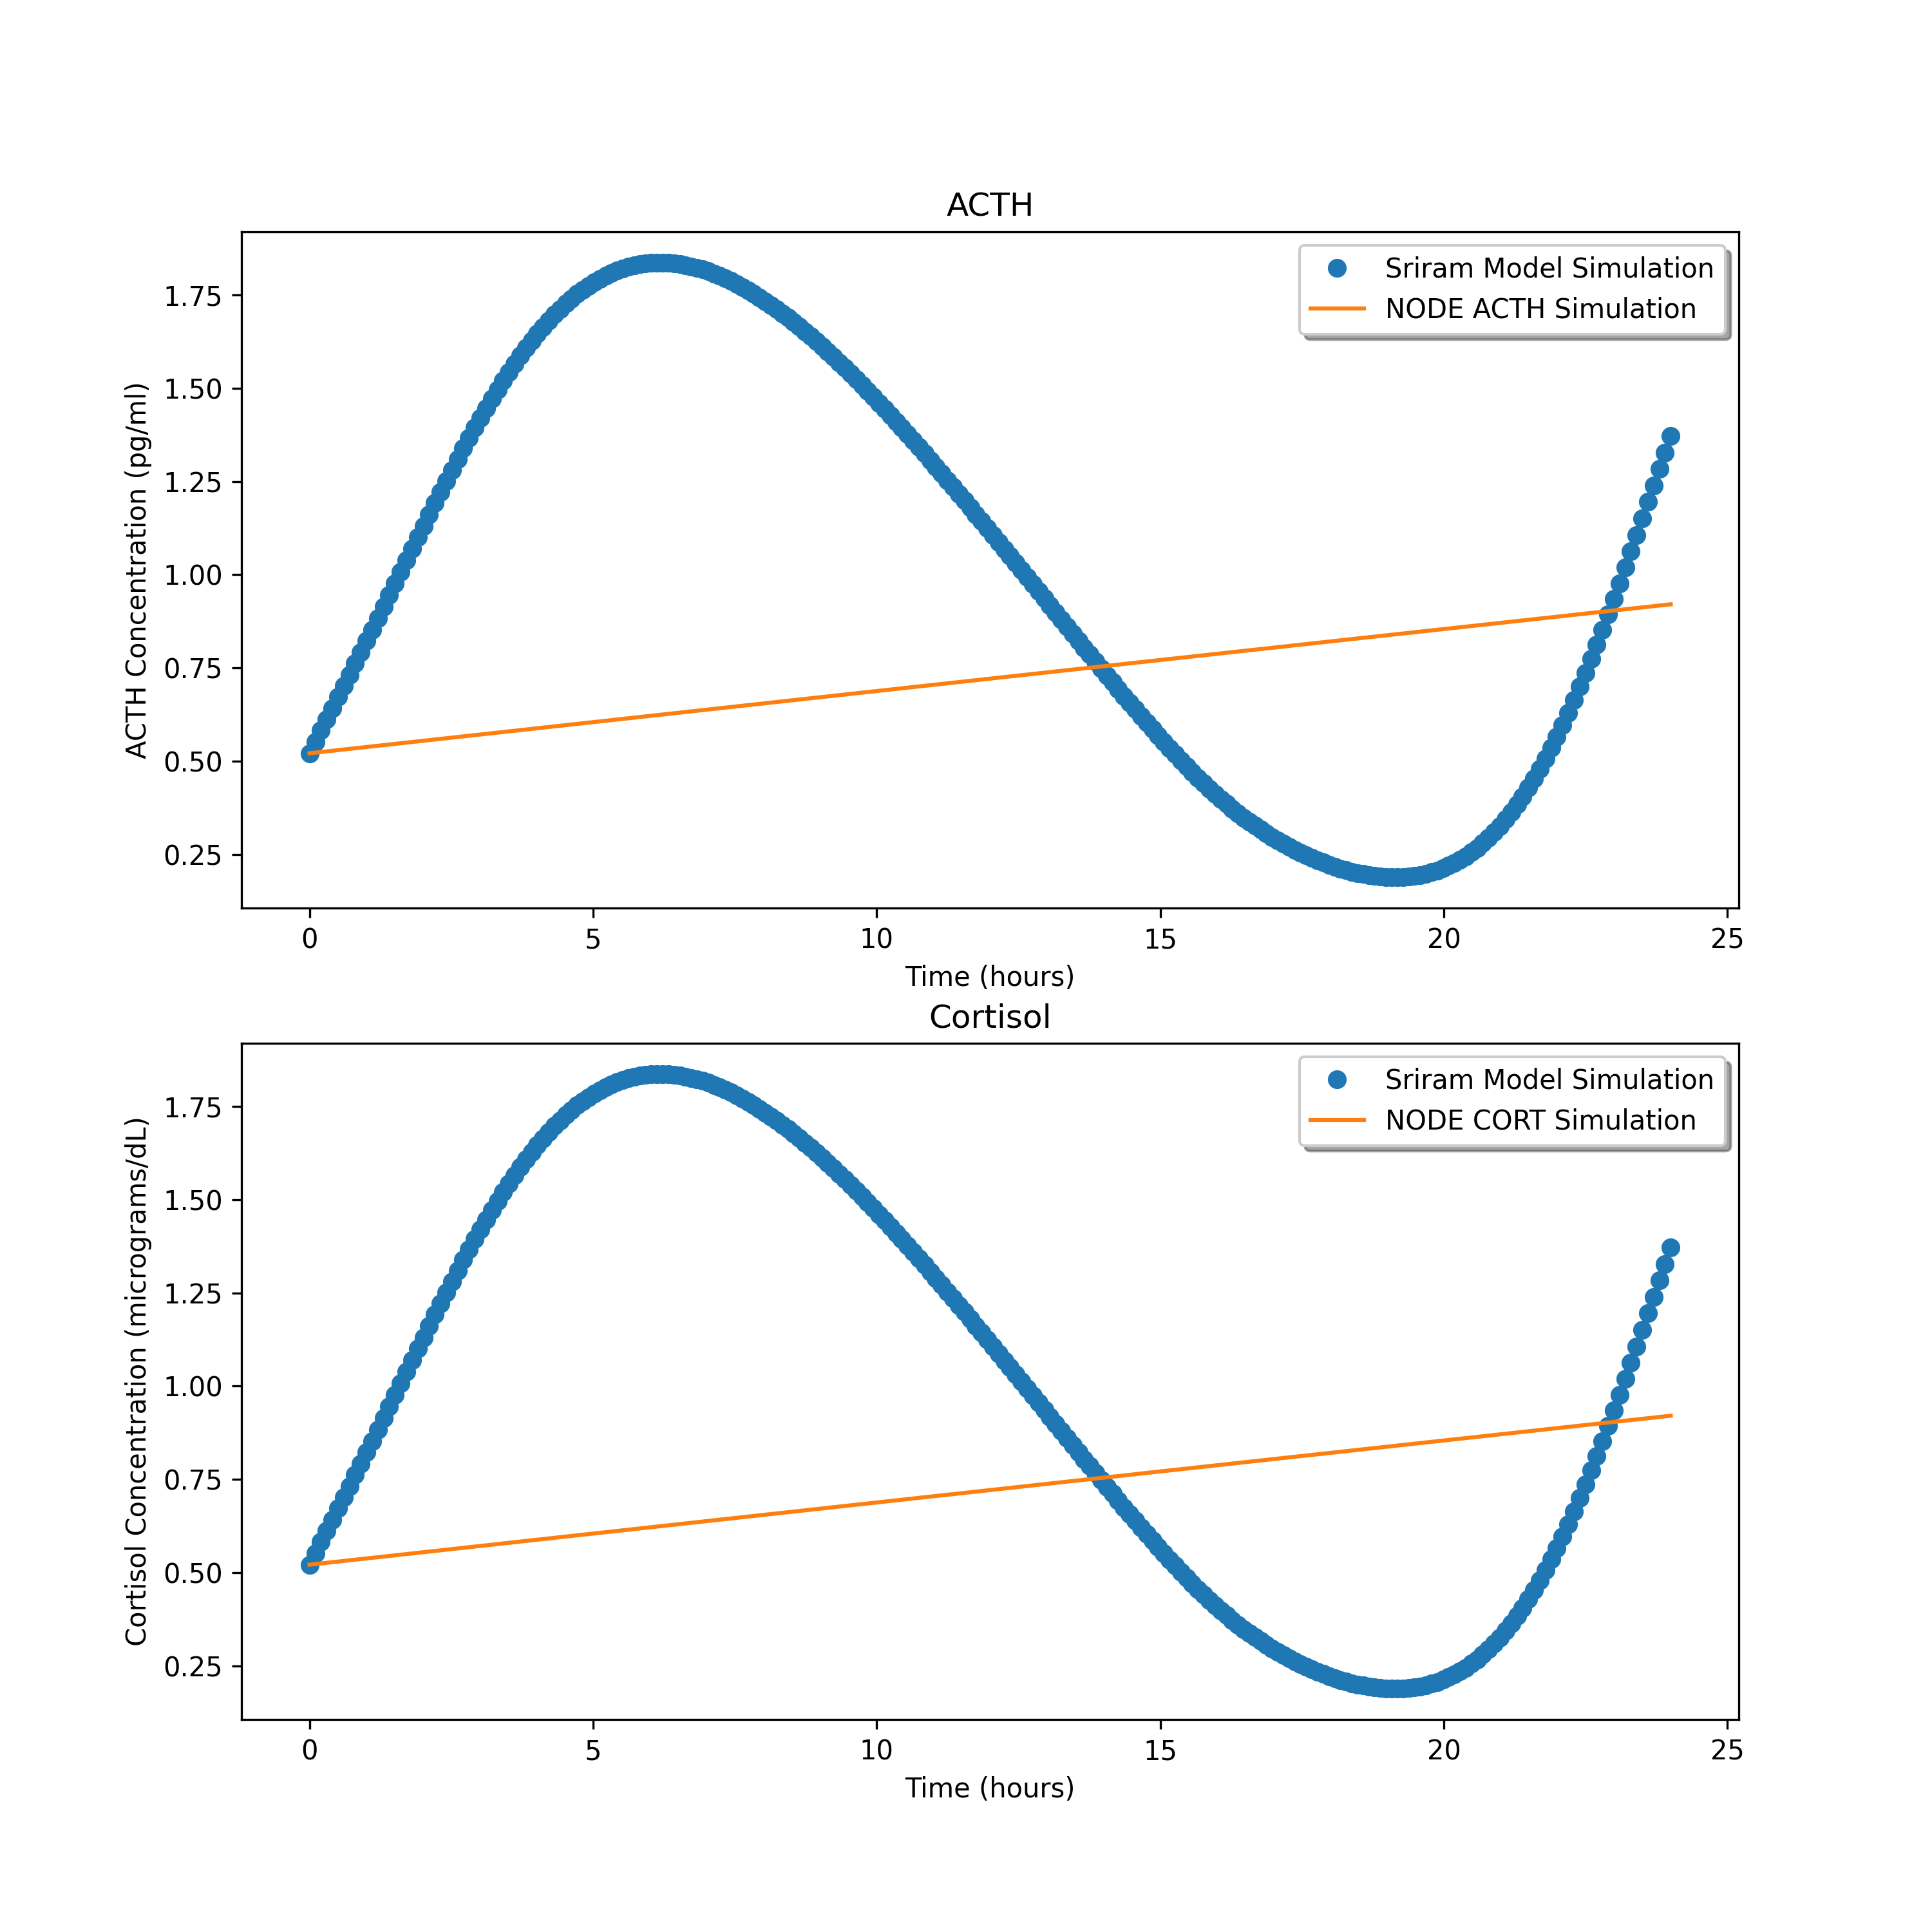 ACTH
Sriram Model Simulation
NODE ACTH Simulation
ACTH Concentration (pg/ml)
1.75
1.50
1.25
1.00
0.75
0.50
0.25
0 5 10 15 20 25
Time (hours)
Cortisol
Sriram Model Simulation
NODE CORT Simulation
Cortisol Concentration (micrograms/dL)
1.75
1.50
1.25
1.00
0.75
0.50
0.25
0 5 10 15 20 25
Time (hours)